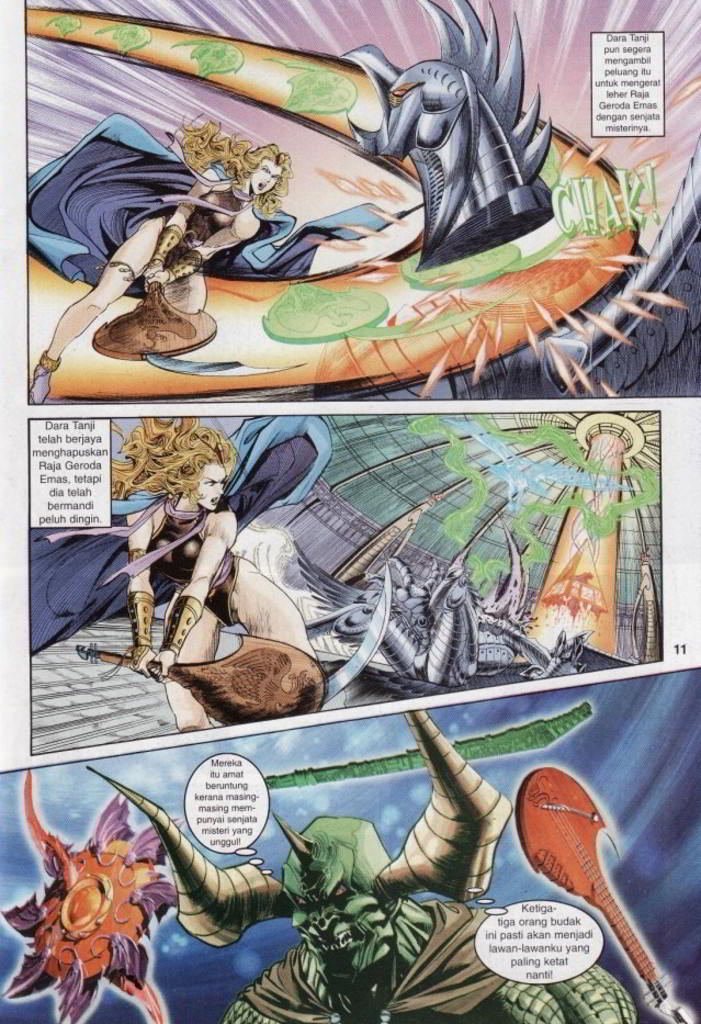 Dara Tanji
pun segera
mengambil
peluang itu
untuk mengerat
leher Raja
Geroda Emas
dengan senjata
misterinya.
CHAK!
Dara Tanji
telah berjaya
menghapuskan
Raja Geroda
Emas, tetapi
dia telah
bermandi
peluh dingin.
11
Mereka
itu amat
beruntung
kerana masing-
masing mem-
punyai senjata
misteri yang
unggul!
Ketiga-
tiga orang budak
ini pasti akan menjadi
lawan-lawanku yang
paling ketat
nanti!